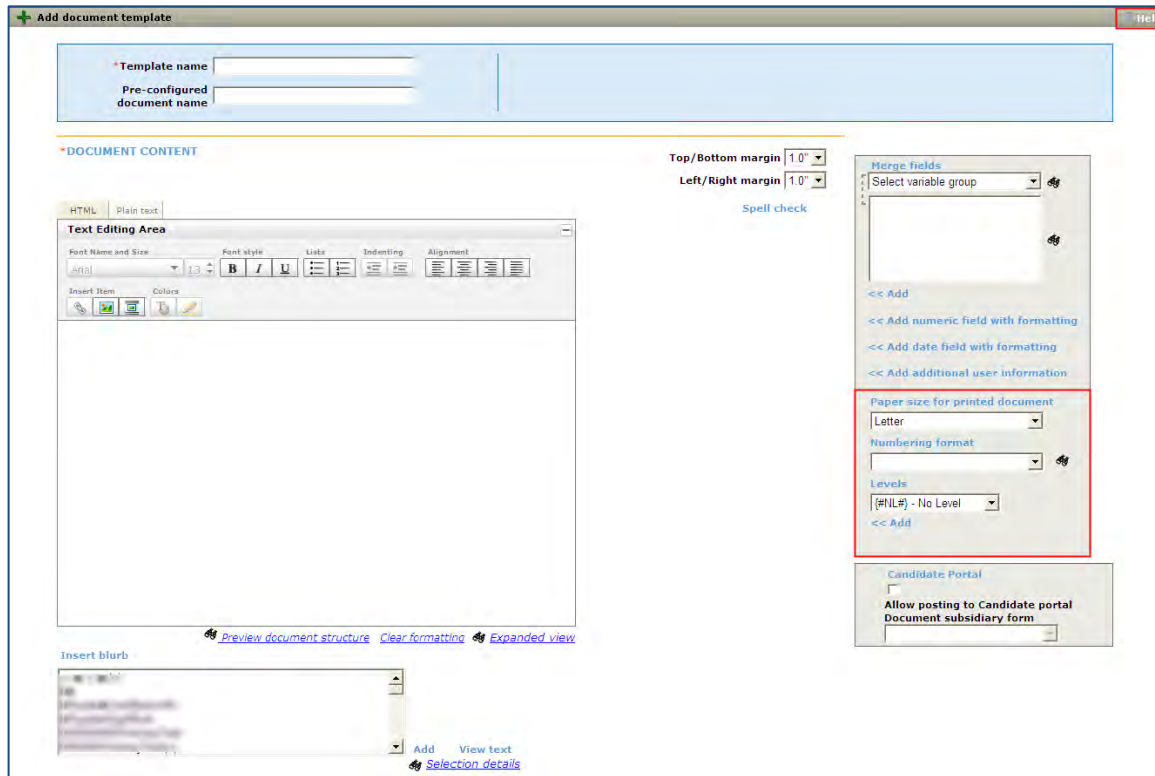 Add document template
Hel
*Template name
Pre-configured
document name
*DOCUMENT CONTENT
Top/Bottom margin 1.0"
Left/Right margin 1.0"
Spell check
HTML Plain text
Text Editing Area
Font Name and Size Font style Lists Indenting Alignment
Arial 13 B I U
Insert Item Colors
Preview document structure Clear formatting Expanded view
Insert blurb
Add View text
Selection details
Merge fields
Select variable group
<< Add
<< Add numeric field with formatting
<< Add date field with formatting
<< Add additional user information
Paper size for printed document
Letter
Numbering format
Levels
{#NL#} - No Level
<< Add
Candidate Portal
Allow posting to Candidate portal
Document subsidiary form